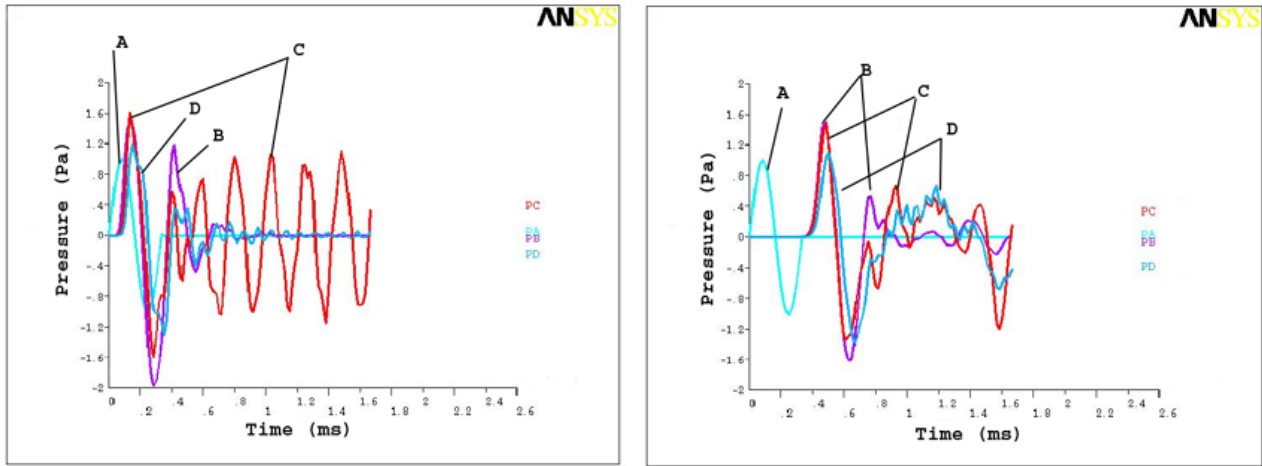 ANSYS
A
C
D
B
2
1.6
1.2
.8
.4
0
-.4
-.8
-1.2
-1.6
-2
Pressure (Pa)
PC
PA
PB
PD
0 .4 .8 1.2 1.6 2 2.4
.2 .6 1 1.4 1.8 2.2 2.6
Time (ms)
ANSYS
B
A
C
D
2
1.6
1.2
.8
.4
0
-.4
-.8
-1.2
-1.6
-2
Pressure (Pa)
PC
PA
PB
PD
0 .4 .8 1.2 1.6 2 2.4
.2 .6 1 1.4 1.8 2.2 2.6
Time (ms)